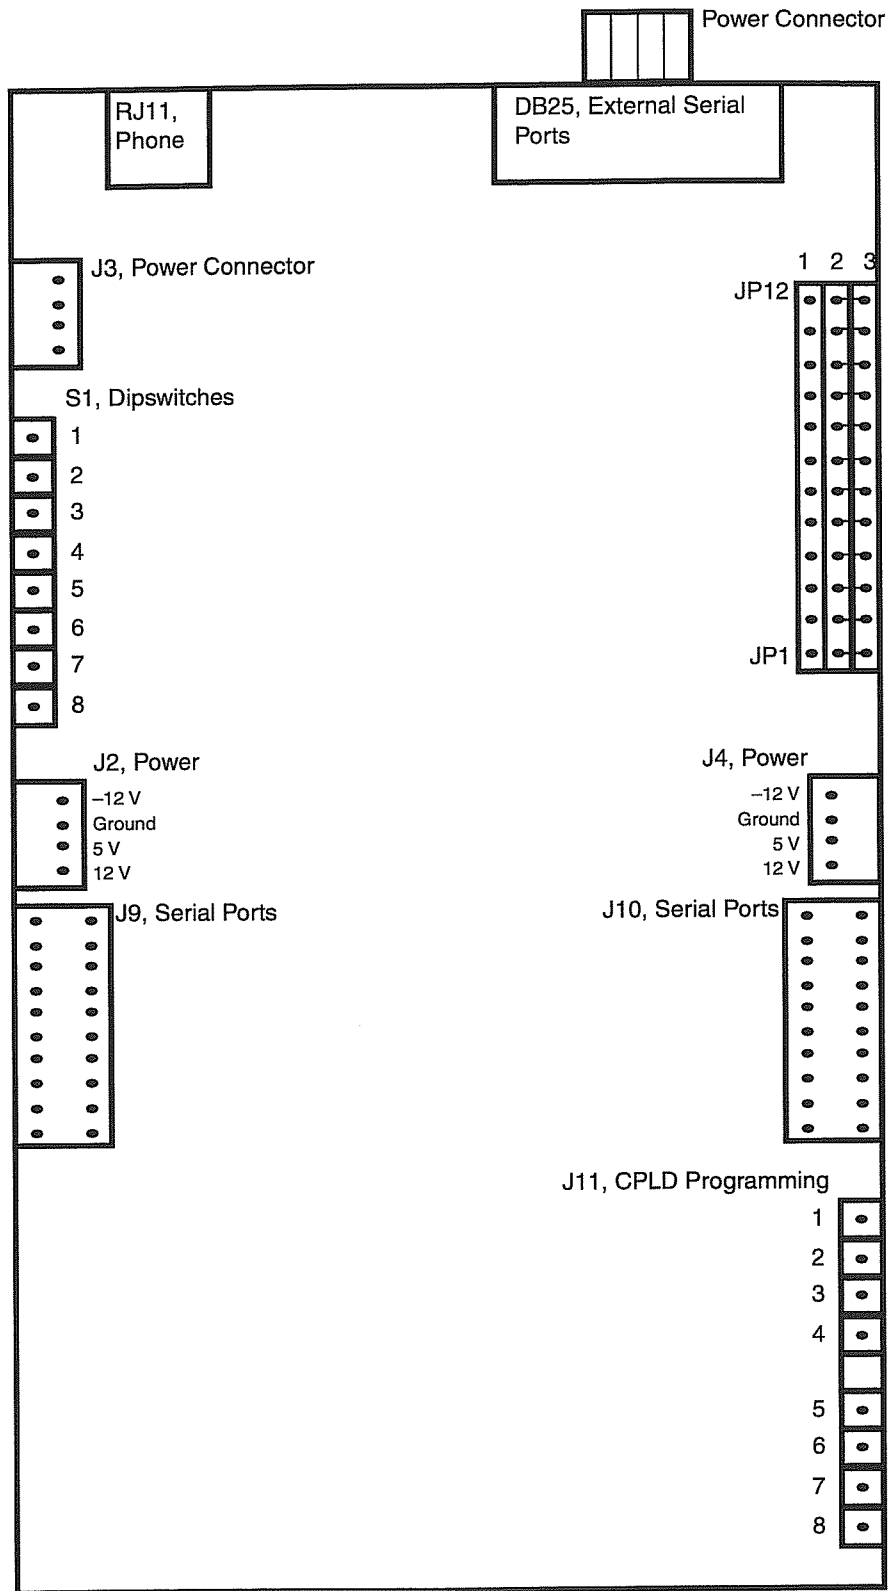 Power Connector
RJ11,
Phone
DB25, External Serial
Ports
J3, Power Connector
1 2 3
JP12
S1, Dipswitches
1
2
3
4
5
6
7
8
JP1
J2, Power
–12 V
Ground
5 V
12 V
J4, Power
–12 V
Ground
5 V
12 V
J9, Serial Ports
J10, Serial Ports
J11, CPLD Programming
1
2
3
4
5
6
7
8